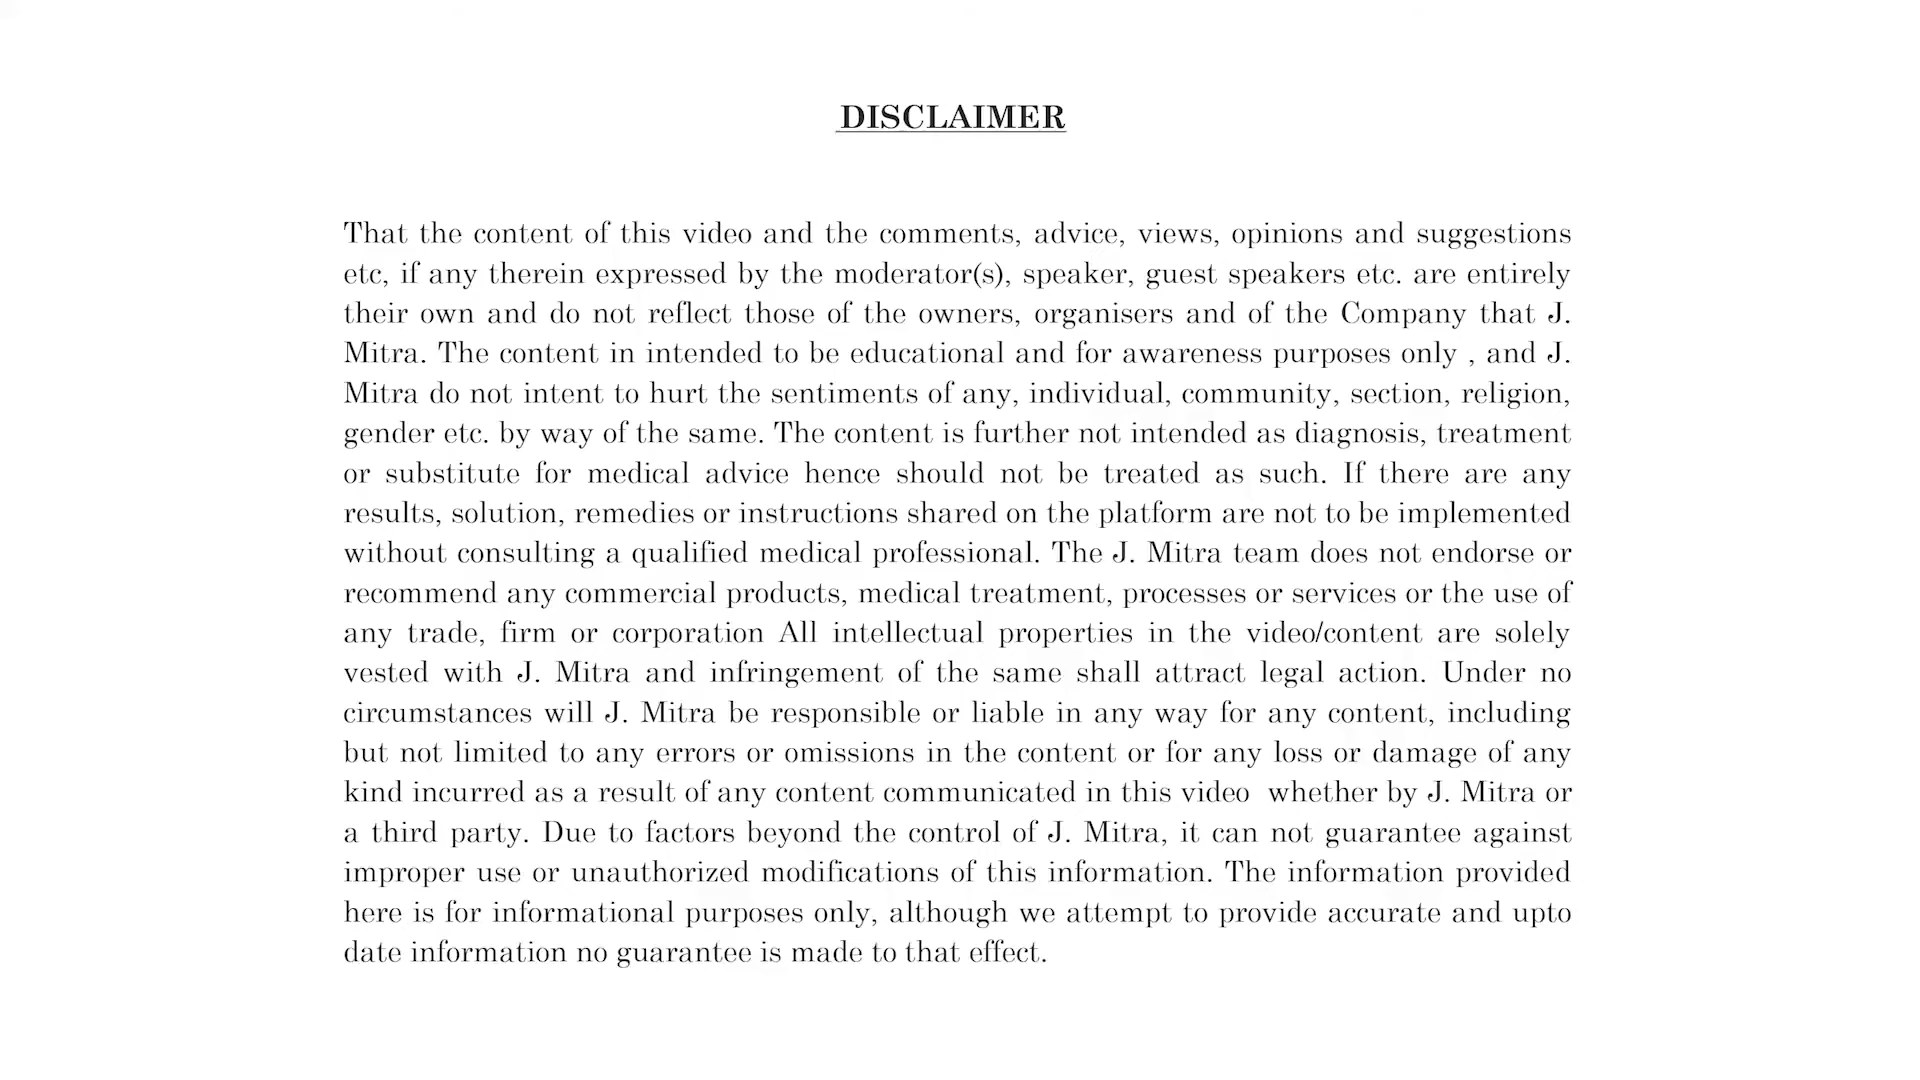 DISCLAIMER
That the content of this video and the comments, advice, views, opinions and suggestions
etc, if any therein expressed by the moderator(s), speaker, guest speakers etc. are entirely
their own and do not reflect those of the owners, organisers and of the Company that J.
Mitra. The content in intended to be educational and for awareness purposes only , and J.
Mitra do not intent to hurt the sentiments of any, individual, community, section, religion,
gender etc. by way of the same. The content is further not intended as diagnosis, treatment
or substitute for medical advice hence should not be treated as such. If there are any
results, solution, remedies or instructions shared on the platform are not to be implemented
without consulting a qualified medical professional. The J. Mitra team does not endorse or
recommend any commercial products, medical treatment, processes or services or the use of
any trade, firm or corporation All intellectual properties in the video/content are solely
vested with J. Mitra and infringement of the same shall attract legal action. Under no
circumstances will J. Mitra be responsible or liable in any way for any content, including
but not limited to any errors or omissions in the content or for any loss or damage of any
kind incurred as a result of any content communicated in this video  whether by J. Mitra or
a third party. Due to factors beyond the control of J. Mitra, it can not guarantee against
improper use or unauthorized modifications of this information. The information provided
here is for informational purposes only, although we attempt to provide accurate and upto
date information no guarantee is made to that effect.